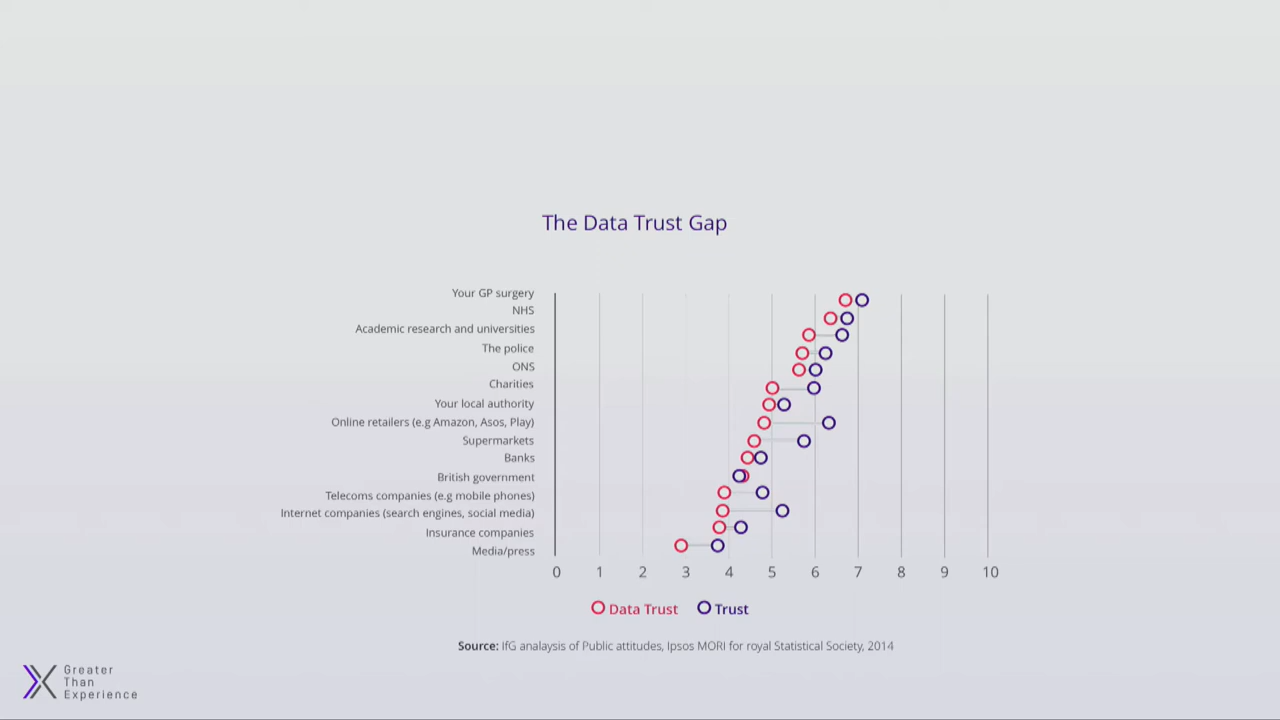 The Data Trust Gap
Your GP surgery
NHS
Academic research and universities
The police
ONS
Charities
Your local authority
Online retailers (e.g Amazon, Asos, Play)
Supermarkets
Banks
British government
Telecoms companies (e.g mobile phones)
Internet companies (search engines, social media)
Insurance companies
Media/press
0 1 2 3 4 5 6 7 8 9 10
Data Trust Trust
Source: IfG analaysis of Public attitudes, Ipsos MORI for royal Statistical Society, 2014
Greater
Than
Experience